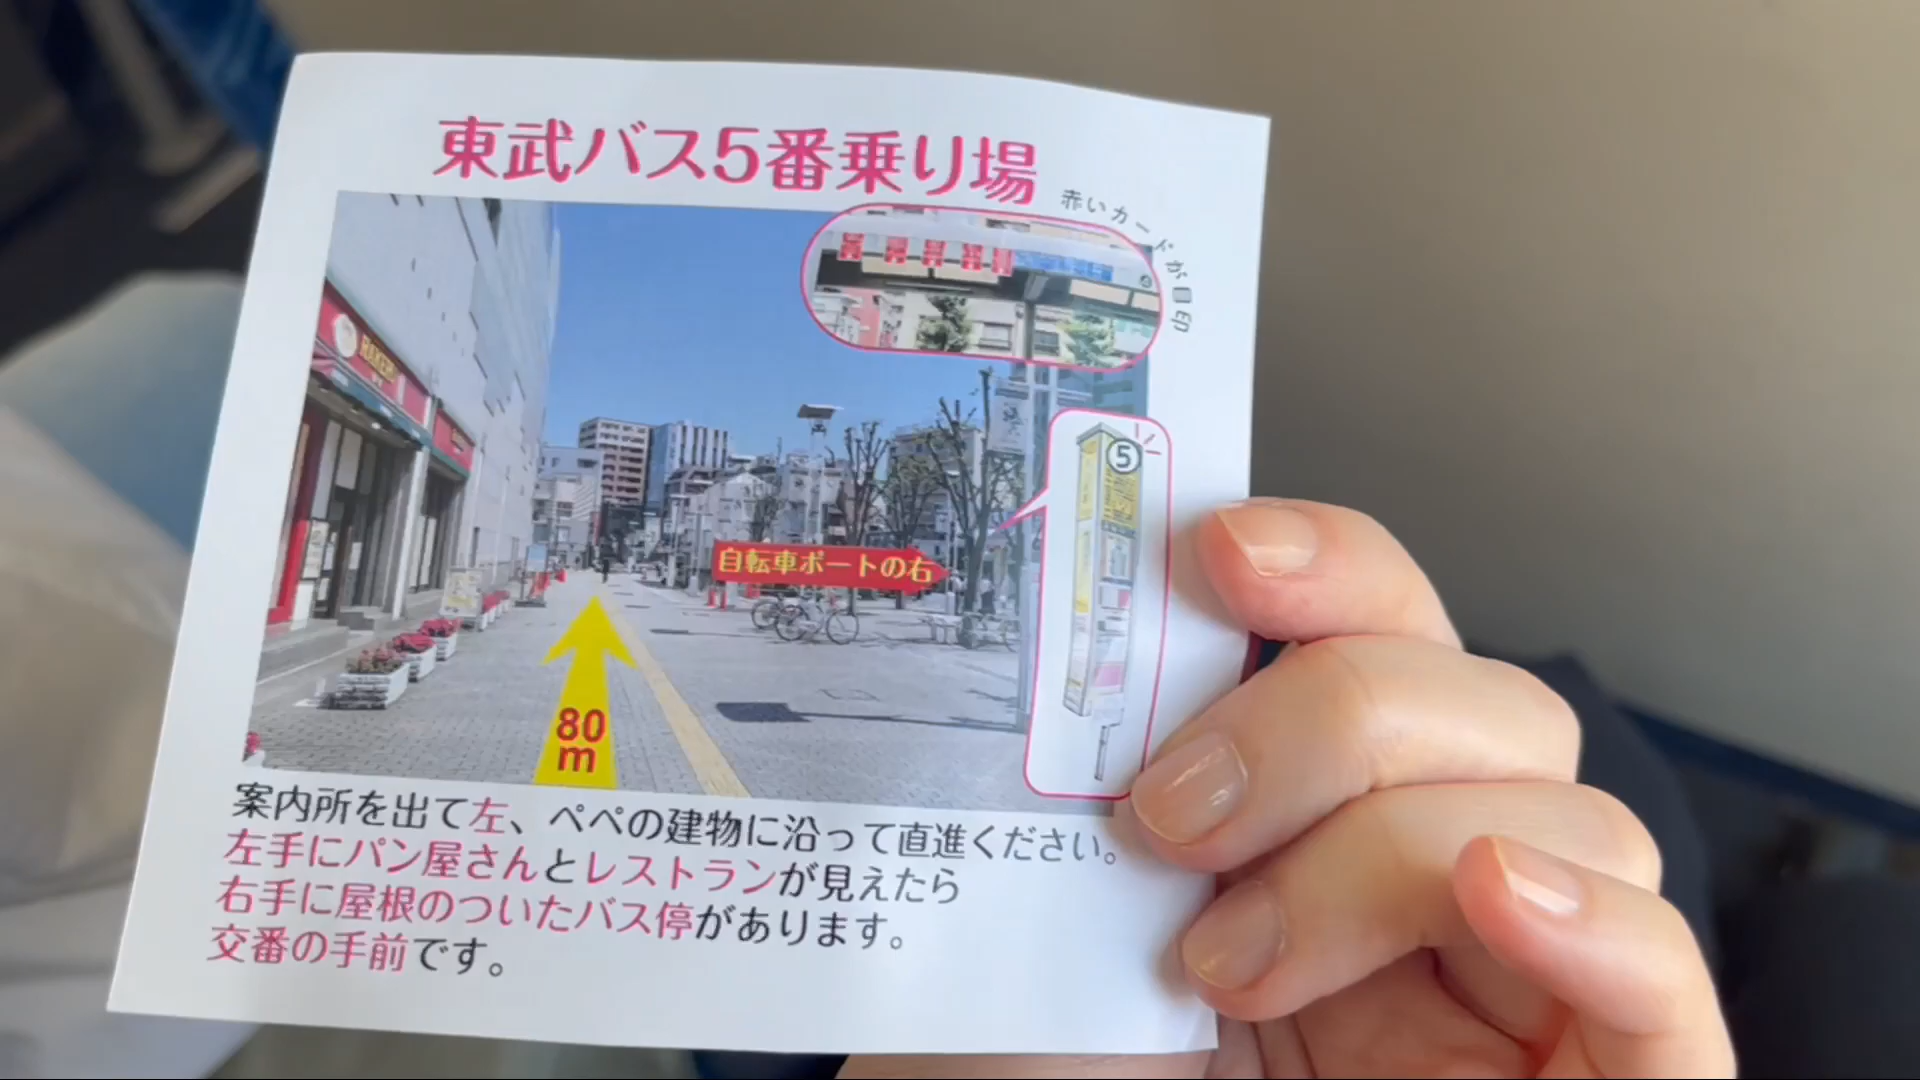 東武バス5番乗り場
赤いカードが目印
BAKERY
⑤
自転車ポートの右
80
m
案内所を出て左、ペペの建物に沿って直進ください。
左手にパン屋さんとレストランが見えたら
右手に屋根のついたバス停があります。
交番の手前です。